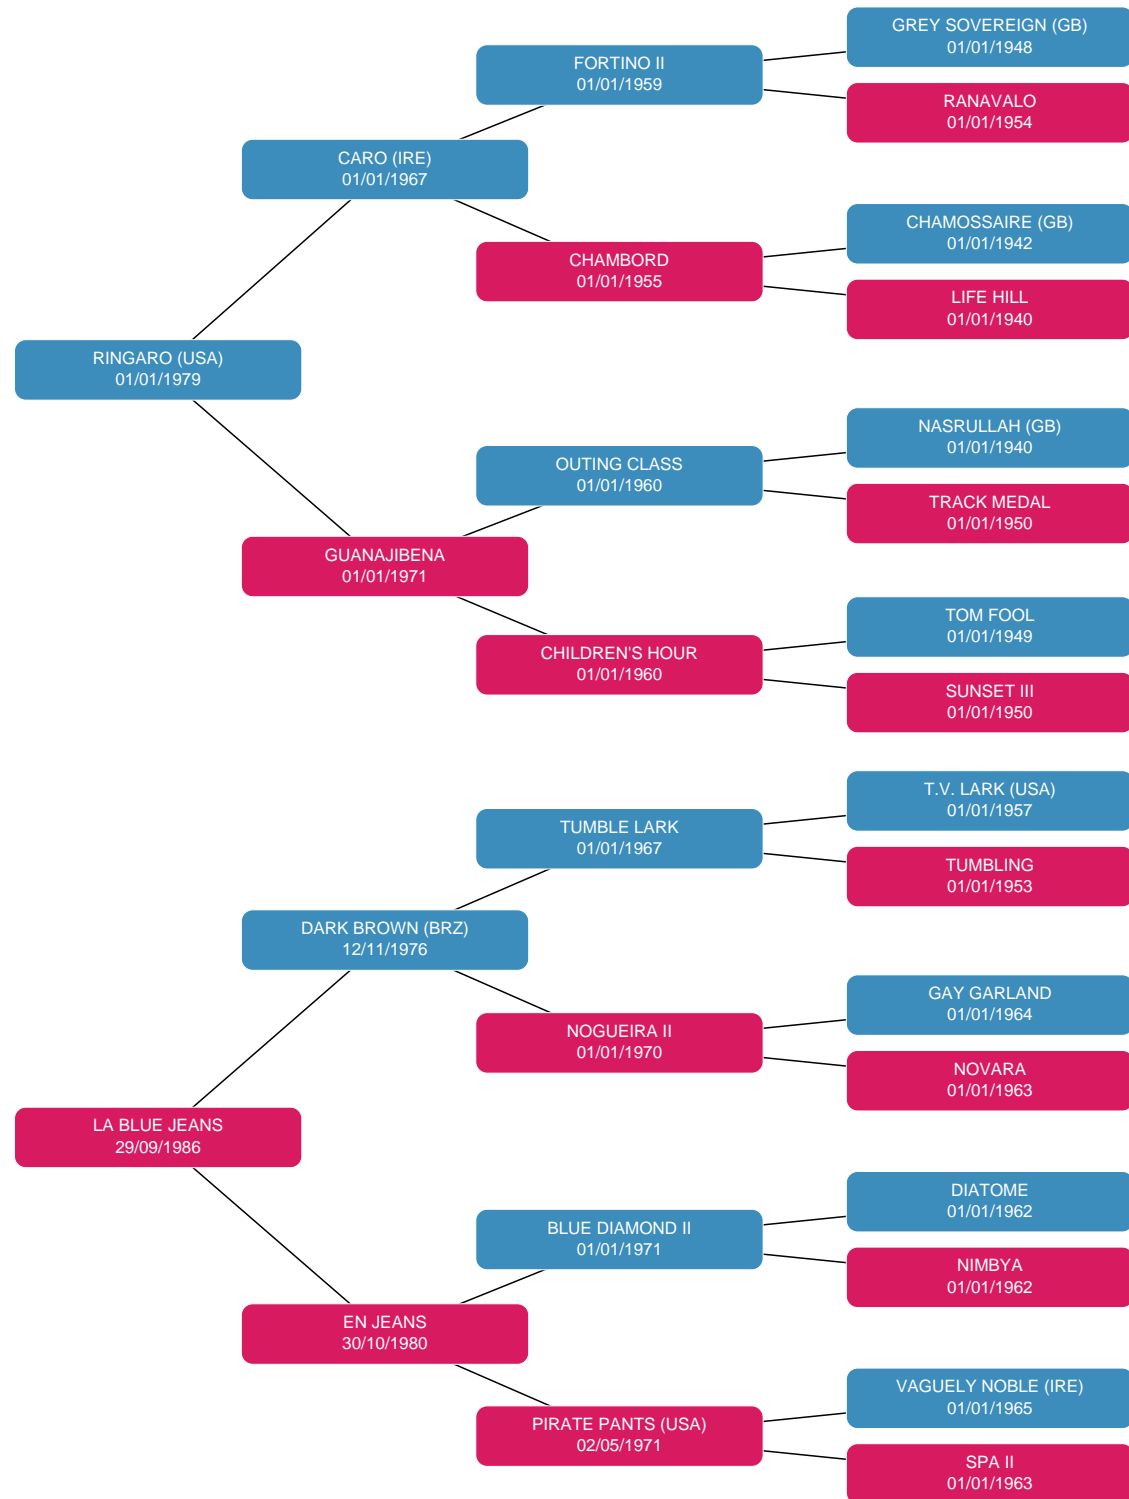 GREY SOVEREIGN (GB)
01/01/1948
FORTINO II
01/01/1959
RANAVALO
01/01/1954
CARO (IRE)
01/01/1967
CHAMOSSAIRE (GB)
01/01/1942
CHAMBORD
01/01/1955
LIFE HILL
01/01/1940
RINGARO (USA)
01/01/1979
NASRULLAH (GB)
01/01/1940
OUTING CLASS
01/01/1960
TRACK MEDAL
01/01/1950
GUANAJIBENA
01/01/1971
TOM FOOL
01/01/1949
CHILDREN'S HOUR
01/01/1960
SUNSET III
01/01/1950
T.V. LARK (USA)
01/01/1957
TUMBLE LARK
01/01/1967
TUMBLING
01/01/1953
DARK BROWN (BRZ)
12/11/1976
GAY GARLAND
01/01/1964
NOGUEIRA II
01/01/1970
NOVARA
01/01/1963
LA BLUE JEANS
29/09/1986
DIATOME
01/01/1962
BLUE DIAMOND II
01/01/1971
NIMBYA
01/01/1962
EN JEANS
30/10/1980
VAGUELY NOBLE (IRE)
01/01/1965
PIRATE PANTS (USA)
02/05/1971
SPA II
01/01/1963